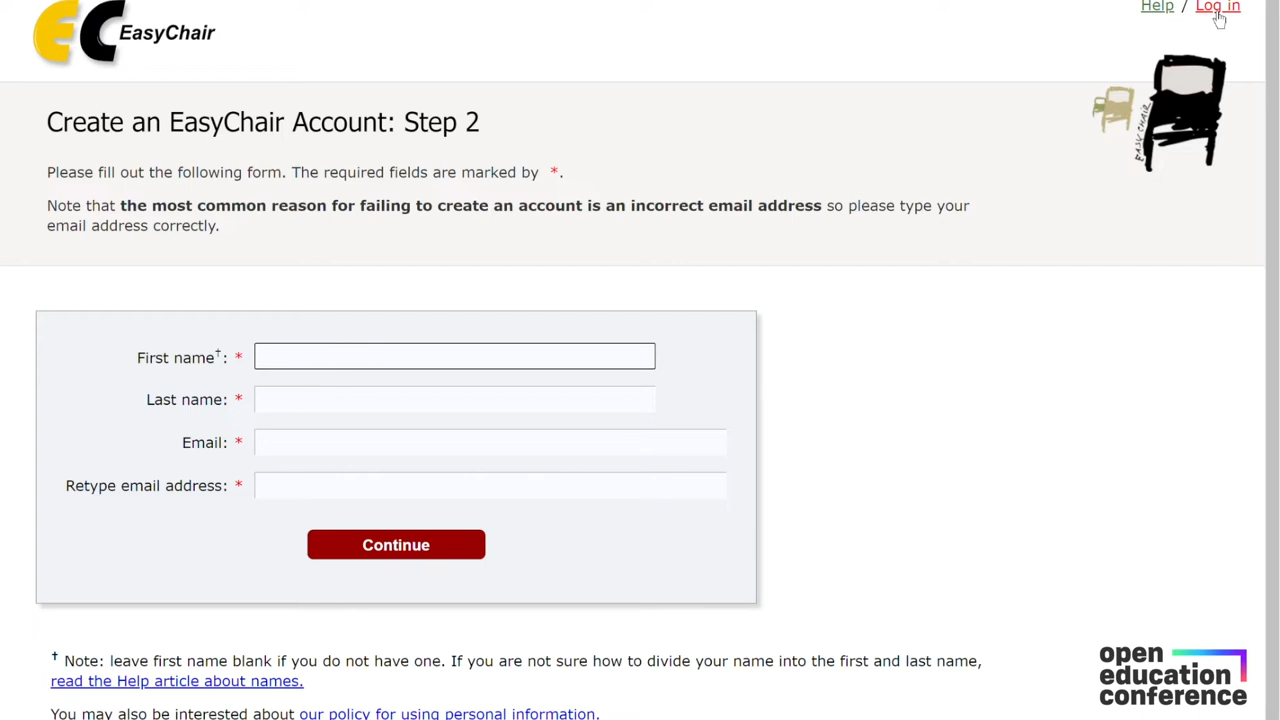 Help / Log in
EC EasyChair
EASY CHAIR
Create an EasyChair Account: Step 2
Please fill out the following form. The required fields are marked by *.
Note that the most common reason for failing to create an account is an incorrect email address so please type your
email address correctly.
First name†: *
Last name: *
Email: *
Retype email address: *
Continue
† Note: leave first name blank if you do not have one. If you are not sure how to divide your name into the first and last name,
read the Help article about names.
You may also be interested about our policy for using personal information.
open
education
conference